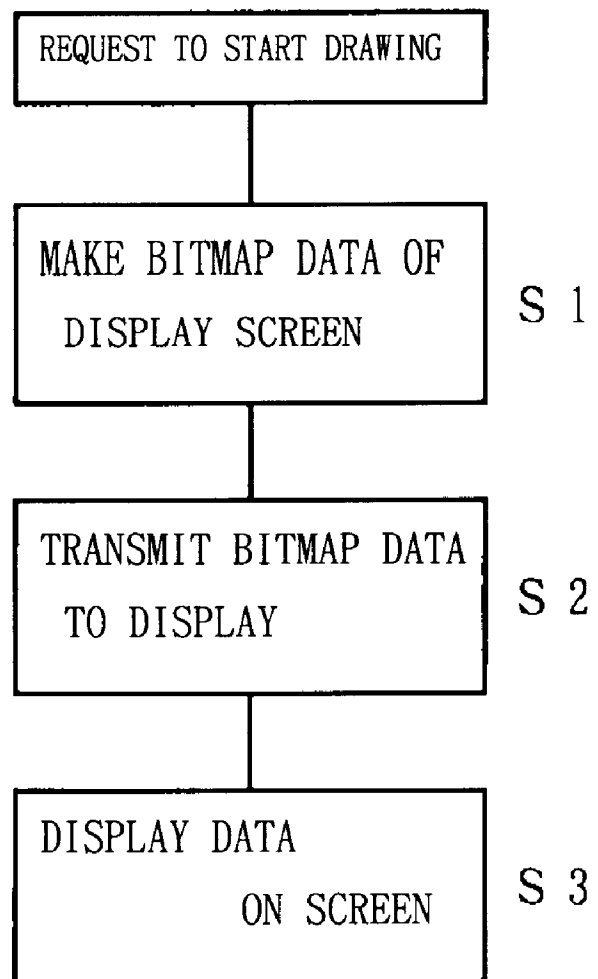 REQUEST TO START DRAWING
MAKE BITMAP DATA OF
DISPLAY SCREEN
S 1
TRANSMIT BITMAP DATA
TO DISPLAY
S 2
DISPLAY DATA
ON SCREEN
S 3